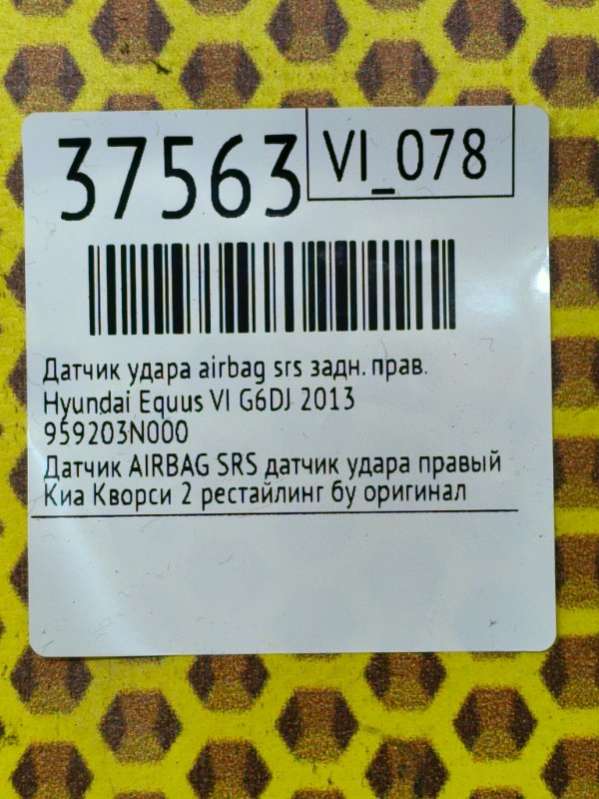 37563
VI_078
Датчик удара airbag srs задн. прав.
Hyundai Equus VI G6DJ 2013
959203N000
Датчик AIRBAG SRS датчик удара правый
Киа Кворси 2 рестайлинг бу оригинал